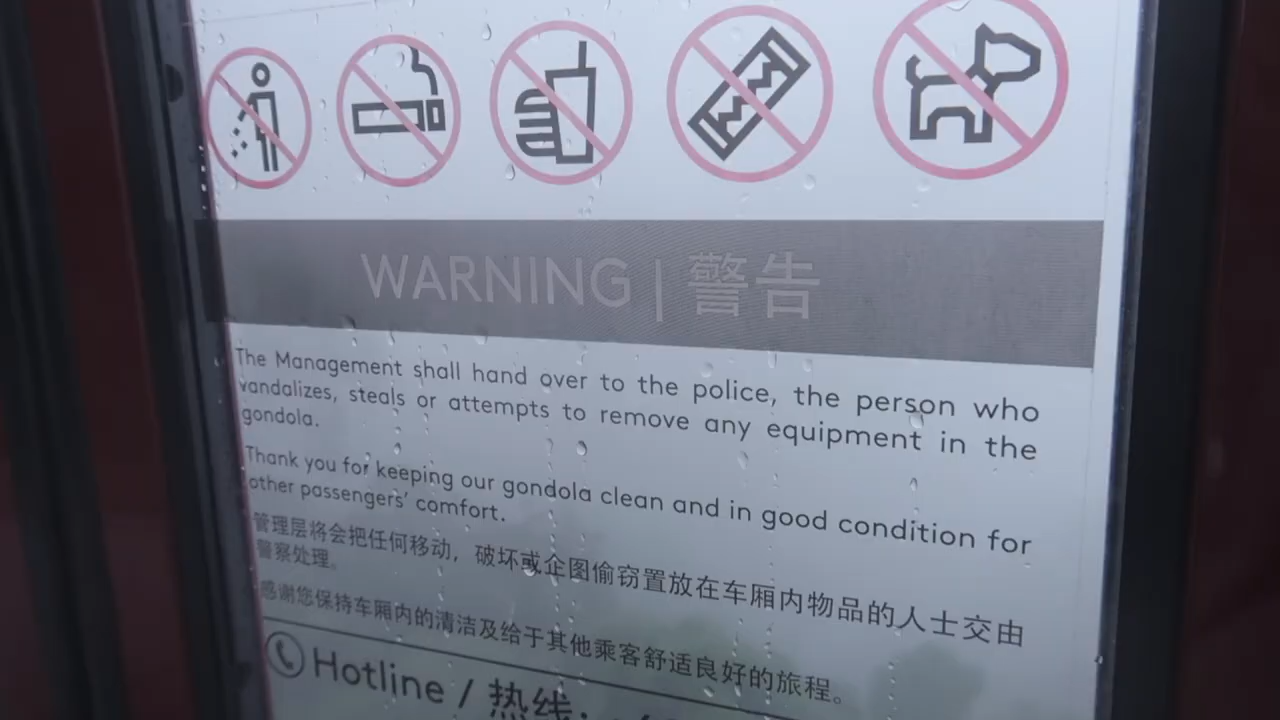 WARNING | 警告
The Management shall hand over to the police, the person who
vandalizes, steals or attempts to remove any equipment in the
gondola.
Thank you for keeping our gondola clean and in good condition for
other passengers' comfort.
管理层将会把任何移动，破坏或企图偷窃置放在车厢内物品的人士交由
警察处理。
感谢您保持车厢内的清洁及给于其他乘客舒适良好的旅程。
Hotline / 热线: